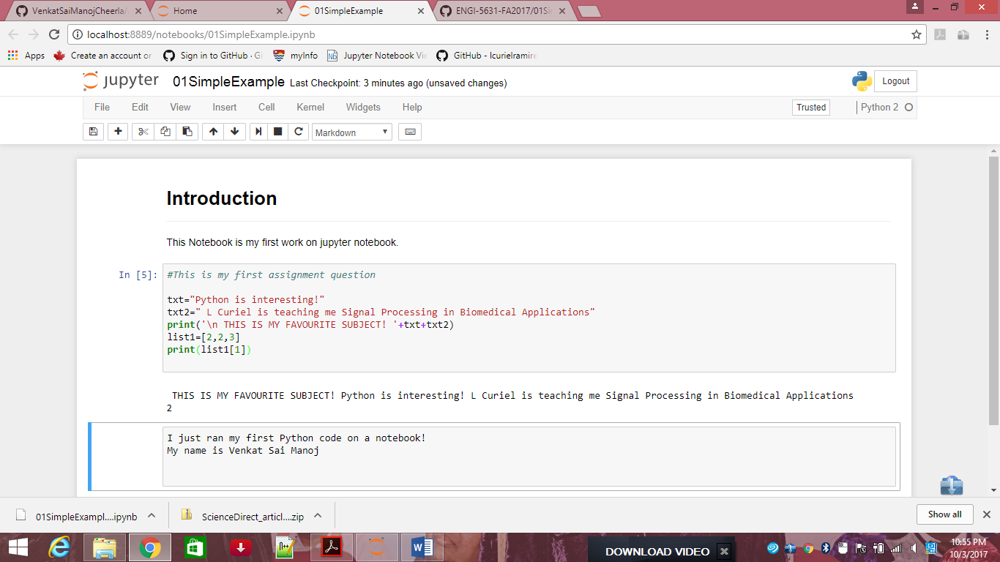 VenkatSaiManojCheerla/
Home
01SimpleExample
ENGI-5631-FA2017/01Si
localhost:8889/notebooks/01SimpleExample.ipynb
Apps
Create an account or
Sign in to GitHub · Gi
myInfo
Jupyter Notebook Vie
GitHub - lcurielramire
jupyter
01SimpleExample
Last Checkpoint: 3 minutes ago (unsaved changes)
Logout
File
Edit
View
Insert
Cell
Kernel
Widgets
Help
Trusted
Python 2
Markdown
Introduction
This Notebook is my first work on jupyter notebook.
In [5]:
#This is my first assignment question
txt="Python is interesting!"
txt2=" L Curiel is teaching me Signal Processing in Biomedical Applications"
print('\n THIS IS MY FAVOURITE SUBJECT! '+txt+txt2)
list1=[2,2,3]
print(list1[1])
THIS IS MY FAVOURITE SUBJECT! Python is interesting! L Curiel is teaching me Signal Processing in Biomedical Applications
2
I just ran my first Python code on a notebook!
My name is Venkat Sai Manoj
01SimpleExampl....ipynb
ScienceDirect_articl....zip
Show all
DOWNLOAD VIDEO
10:55 PM
10/3/2017